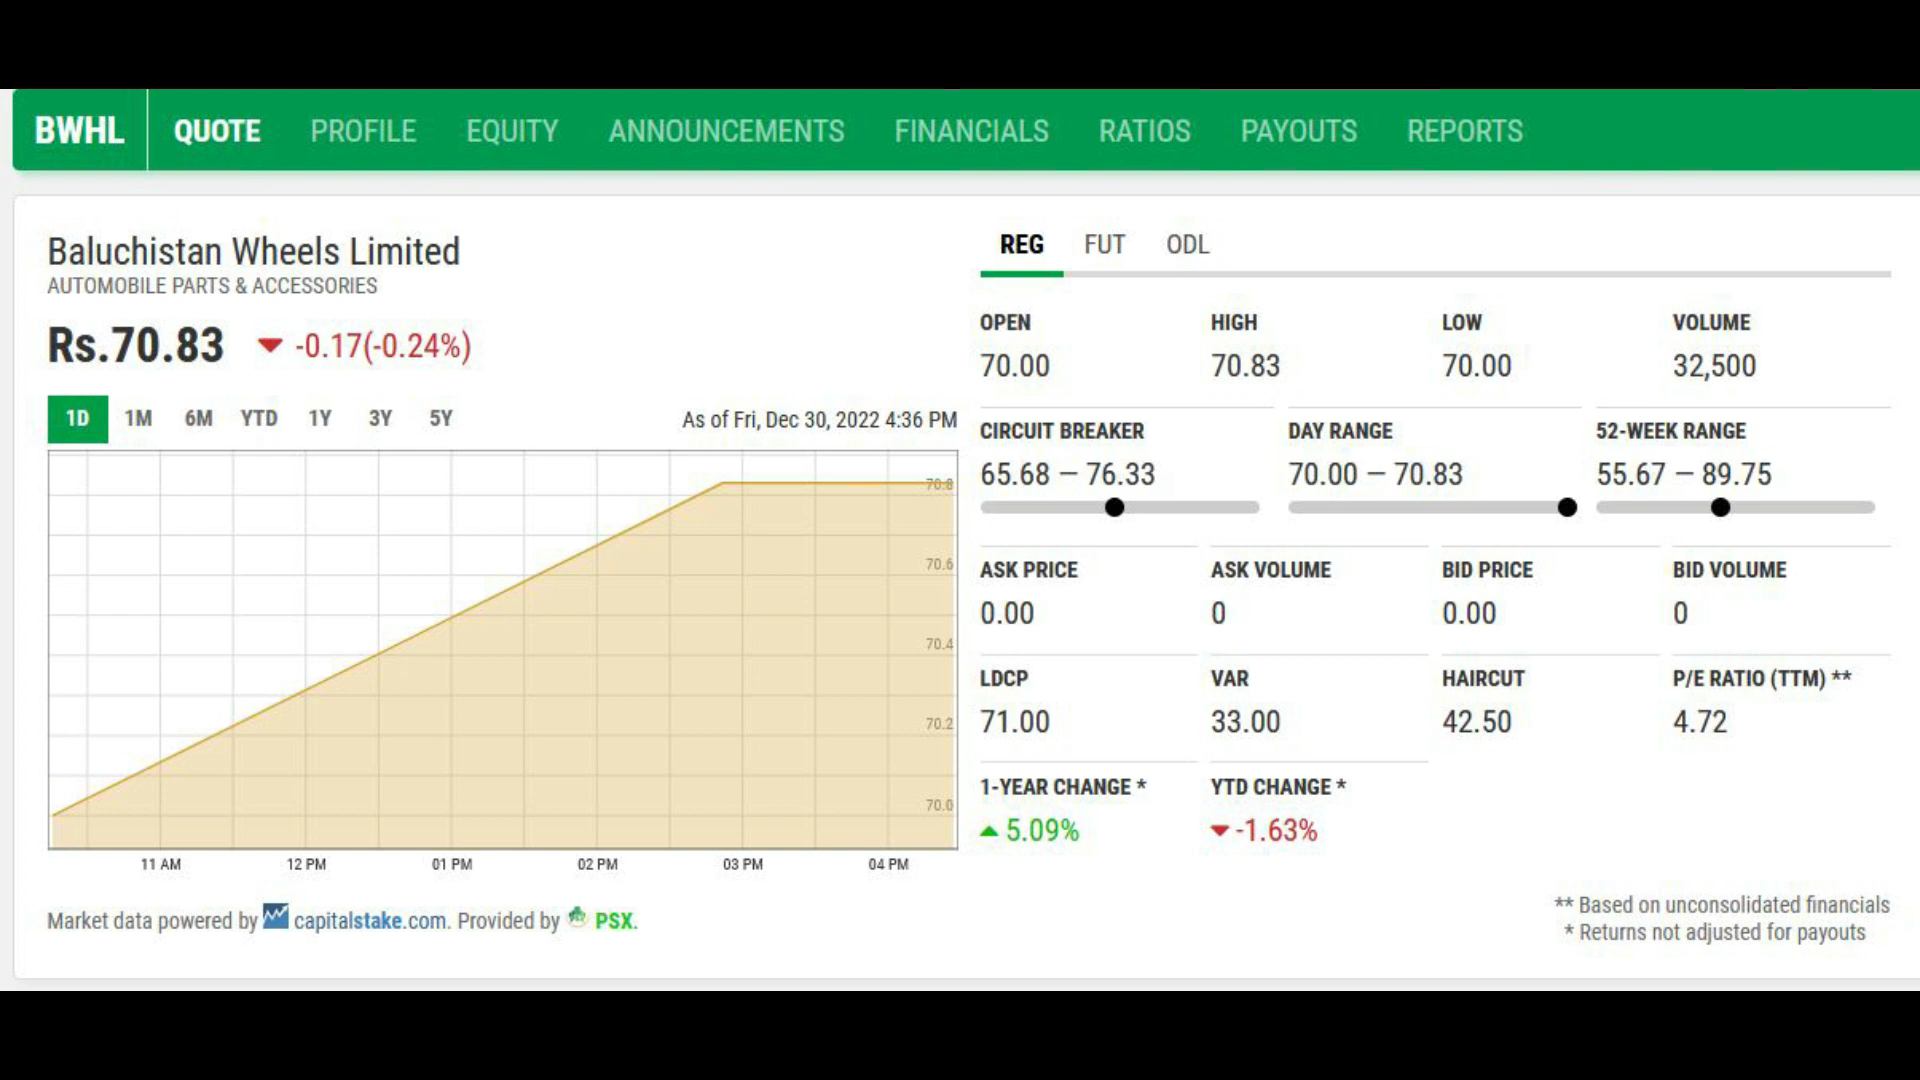 BWHL QUOTE PROFILE EQUITY ANNOUNCEMENTS FINANCIALS RATIOS PAYOUTS REPORTS
Baluchistan Wheels Limited
AUTOMOBILE PARTS & ACCESSORIES
Rs.70.83 -0.17(-0.24%)
1D 1M 6M YTD 1Y 3Y 5Y
As of Fri, Dec 30, 2022 4:36 PM
70.8
70.6
70.4
70.2
70.0
11 AM 12 PM 01 PM 02 PM 03 PM 04 PM
Market data powered by capitalstake.com. Provided by PSX.
REG FUT ODL
OPEN HIGH LOW VOLUME
70.00 70.83 70.00 32,500
CIRCUIT BREAKER DAY RANGE 52-WEEK RANGE
65.68 — 76.33 70.00 — 70.83 55.67 — 89.75
ASK PRICE ASK VOLUME BID PRICE BID VOLUME
0.00 0 0.00 0
LDCP VAR HAIRCUT P/E RATIO (TTM) **
71.00 33.00 42.50 4.72
1-YEAR CHANGE * YTD CHANGE *
5.09% -1.63%
** Based on unconsolidated financials
* Returns not adjusted for payouts